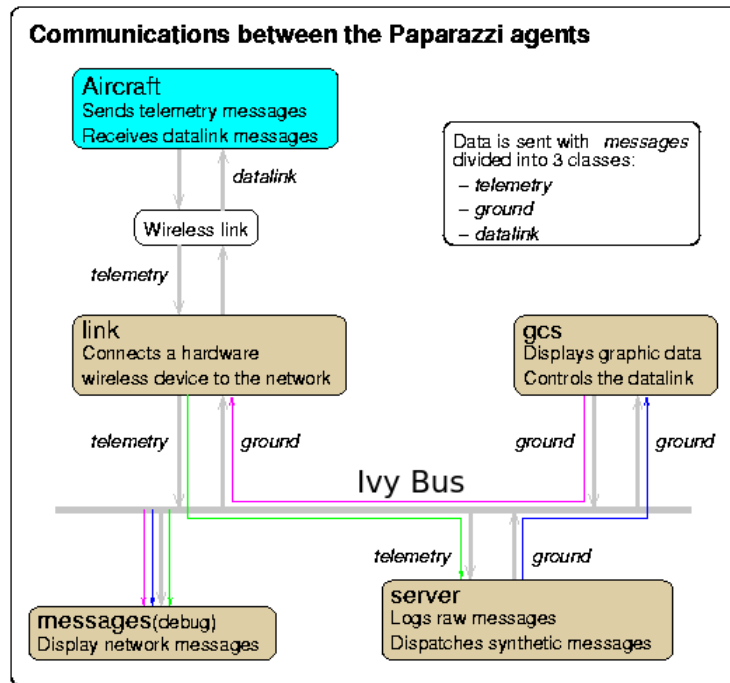 Communications between the Paparazzi agents
Aircraft
Sends telemetry messages
Receives datalink messages
Data is sent with messages
divided into 3 classes:
– telemetry
– ground
– datalink
datalink
Wireless link
telemetry
link
Connects a hardware
wireless device to the network
gcs
Displays graphic data
Controls the datalink
telemetry
ground
ground
ground
Ivy Bus
telemetry
ground
messages(debug)
Display network messages
server
Logs raw messages
Dispatches synthetic messages